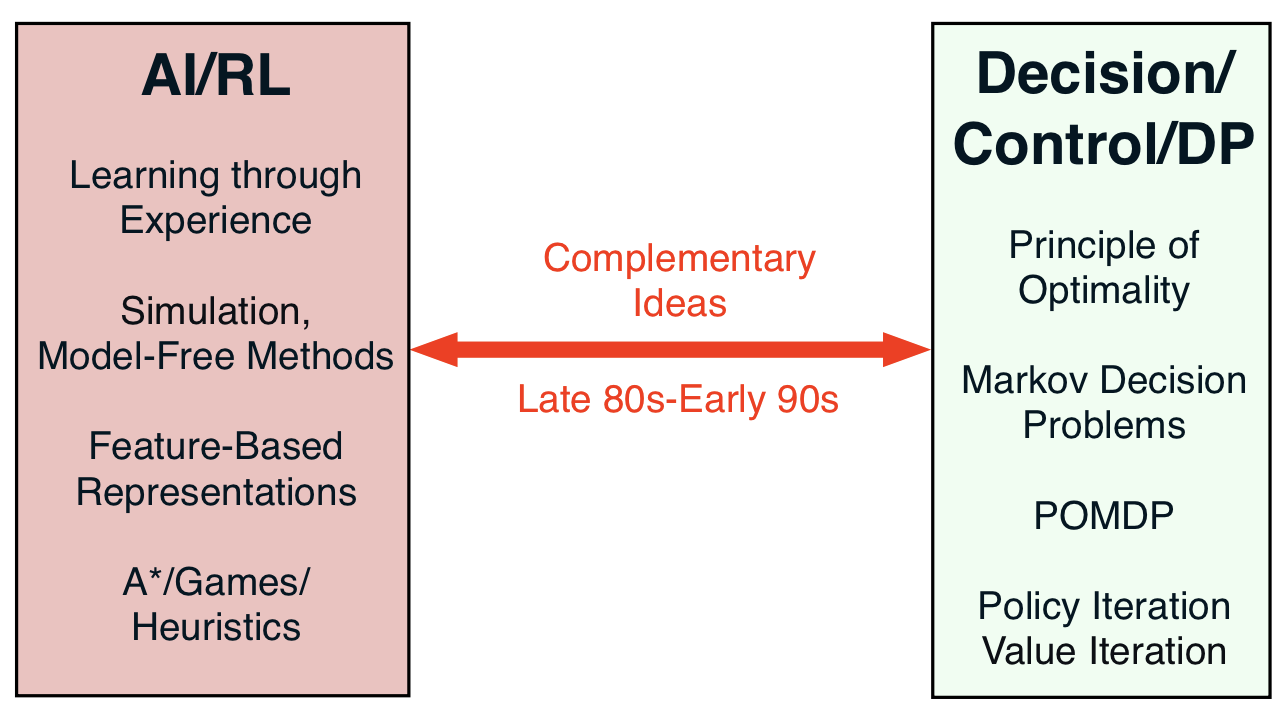 AI/RL
Learning through
Experience
Simulation,
Model-Free Methods
Feature-Based
Representations
A*/Games/
Heuristics
Complementary
Ideas
Late 80s-Early 90s
Decision/
Control/DP
Principle of
Optimality
Markov Decision
Problems
POMDP
Policy Iteration
Value Iteration